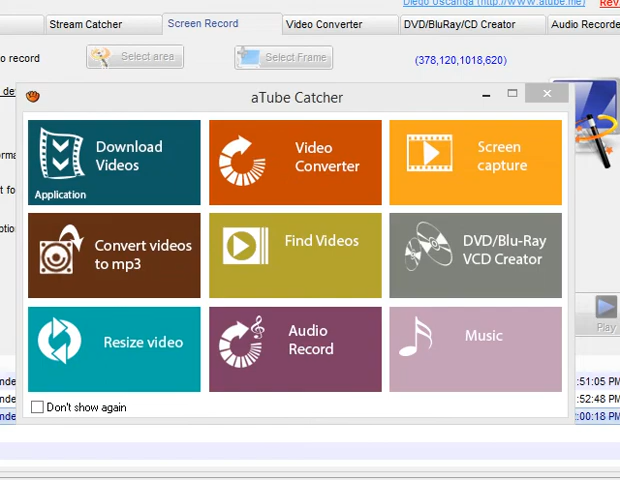 Diego Uscanga (http://www.atube.me)
Stream Catcher
Screen Record
Video Converter
DVD/BluRay/CD Creator
Audio Recorde
o record
Select area
Select Frame
(378,120,1018,620)
aTube Catcher
Download
Videos
Application
Video
Converter
Screen
capture
Convert videos
to mp3
Find Videos
DVD/Blu-Ray
VCD Creator
Resize video
Audio
Record
Music
Play
Don't show again
:51:05 PM
:52:48 PM
:00:18 PM